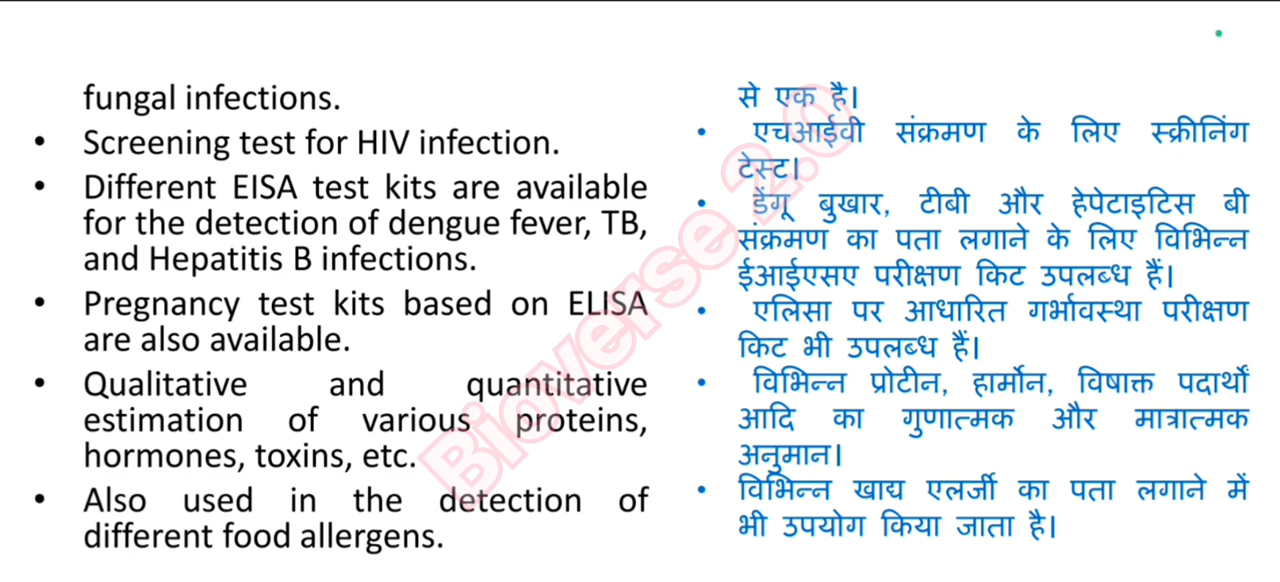 fungal infections.
• Screening test for HIV infection.
• Different EISA test kits are available
for the detection of dengue fever, TB,
and Hepatitis B infections.
• Pregnancy test kits based on ELISA
are also available.
• Qualitative and quantitative
estimation of various proteins,
hormones, toxins, etc.
• Also used in the detection of
different food allergens.
से एक है।
• एचआईवी संक्रमण के लिए स्क्रीनिंग
टेस्ट।
• डेंगू बुखार, टीबी और हेपेटाइटिस बी
संक्रमण का पता लगाने के लिए विभिन्न
ईआईएसए परीक्षण किट उपलब्ध हैं।
• एलिसा पर आधारित गर्भावस्था परीक्षण
किट भी उपलब्ध हैं।
• विभिन्न प्रोटीन, हार्मोन, विषाक्त पदार्थों
आदि का गुणात्मक और मात्रात्मक
अनुमान।
• विभिन्न खाद्य एलर्जी का पता लगाने में
भी उपयोग किया जाता है।
Bioverse 2.0